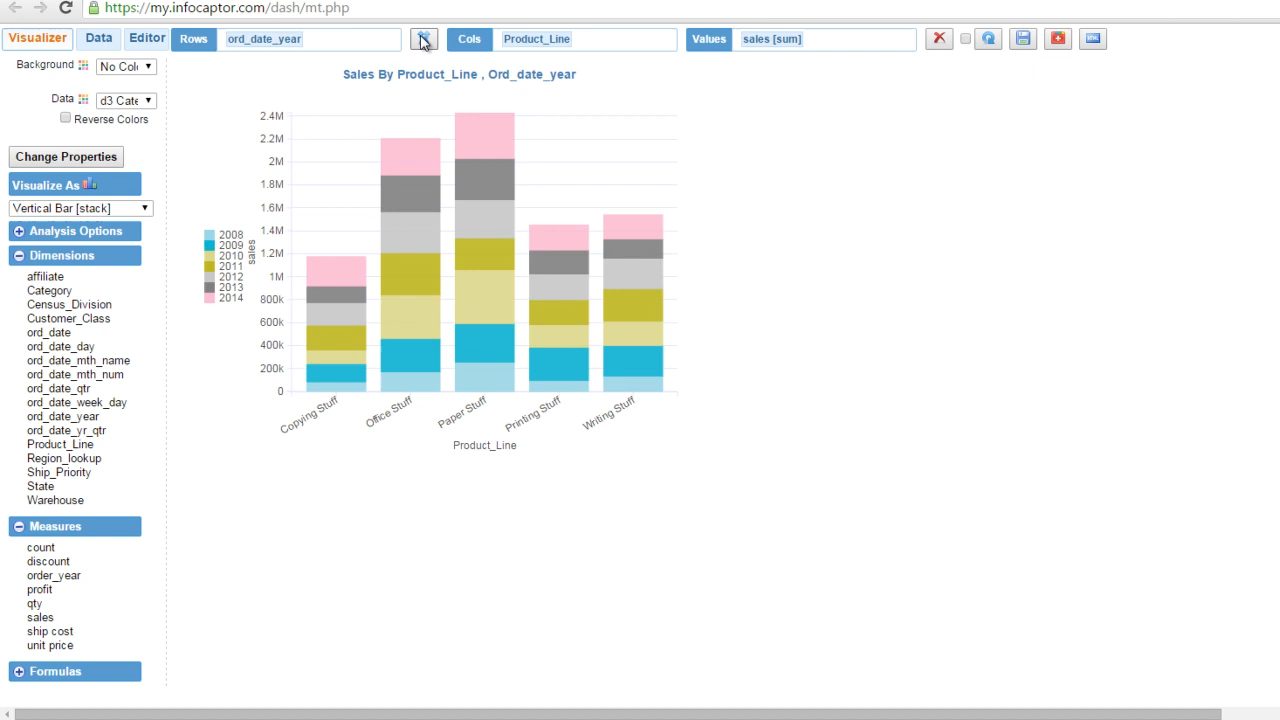 https://my.infocaptor.com/dash/mt.php
Visualizer Data Editor Rows ord_date_year Cols Product_Line Values sales [sum]
Background No Col
Data d3 Cate
Reverse Colors
Change Properties
Visualize As
Vertical Bar [stack]
Analysis Options
Dimensions
affiliate
Category
Census_Division
Customer_Class
ord_date
ord_date_day
ord_date_mth_name
ord_date_mth_num
ord_date_qtr
ord_date_week_day
ord_date_year
ord_date_yr_qtr
Product_Line
Region_lookup
Ship_Priority
State
Warehouse
Measures
count
discount
order_year
profit
qty
sales
ship cost
unit price
Formulas
Sales By Product_Line , Ord_date_year
2008
2009
2010
2011
2012
2013
2014
sales
2.4M
2.2M
2M
1.8M
1.6M
1.4M
1.2M
1M
800k
600k
400k
200k
0
Copying Stuff
Office Stuff
Paper Stuff
Printing Stuff
Writing Stuff
Product_Line